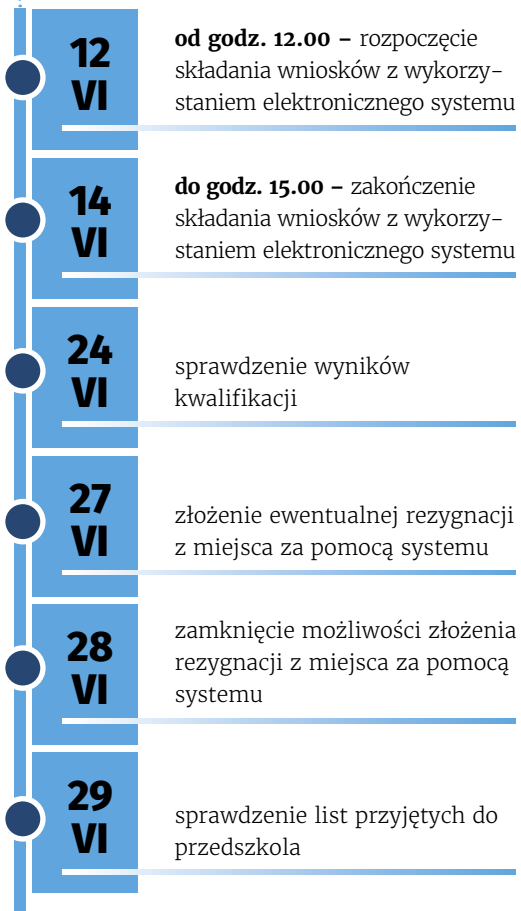 12
VI
od godz. 12.00 – rozpoczęcie
składania wniosków z wykorzy-
staniem elektronicznego systemu
14
VI
do godz. 15.00 – zakończenie
składania wniosków z wykorzy-
staniem elektronicznego systemu
24
VI
sprawdzenie wyników
kwalifikacji
27
VI
złożenie ewentualnej rezygnacji
z miejsca za pomocą systemu
28
VI
zamknięcie możliwości złożenia
rezygnacji z miejsca za pomocą
systemu
29
VI
sprawdzenie list przyjętych do
przedszkola